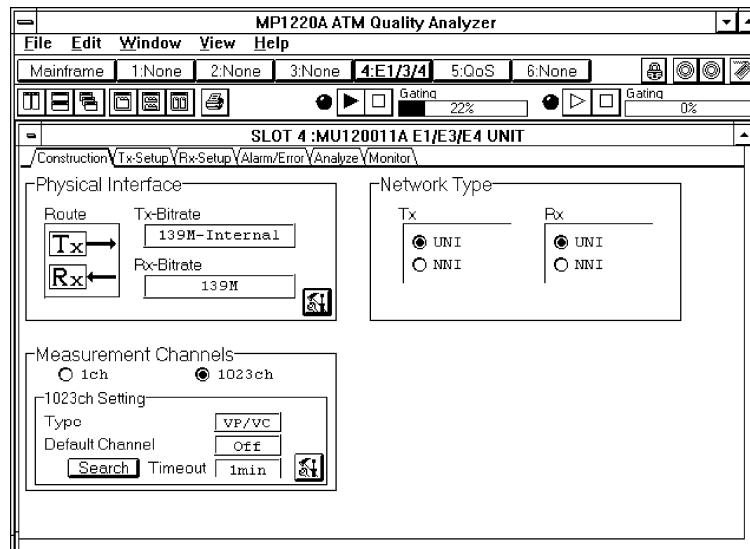 MP1220A ATM Quality Analyzer
File Edit Window View Help
Mainframe 1:None 2:None 3:None 4:E1/3/4 5:QoS 6:None
Gating 22% Gating 0%
SLOT 4 :MU120011A E1/E3/E4 UNIT
Construction Tx-Setup Rx-Setup Alarm/Error Analyze Monitor
Physical Interface
Route Tx-Bitrate
Tx 139M-Internal
Rx-Bitrate
Rx 139M
Network Type
Tx Rx
UNI UNI
NNI NNI
Measurement Channels
1ch 1023ch
1023ch Setting
Type VP/VC
Default Channel Off
Search Timeout 1min